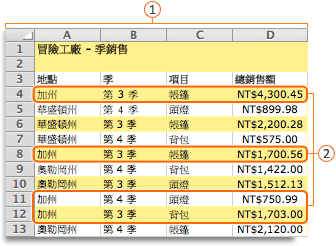 1
A B C D
1 冒險工廠 - 季銷售
2
3 地點 季 項目 總銷售額
4 加州 第 3 季 帳篷 NT$4,300.45
5 華盛頓州 第 4 季 頭燈 NT$899.98
6 華盛頓州 第 3 季 帳篷 NT$2,200.28
7 華盛頓州 第 4 季 背包 NT$575.00
8 加州 第 3 季 帳篷 NT$1,700.56
2
9 奧勒岡州 第 4 季 背包 NT$1,422.00
10 奧勒岡州 第 3 季 頭燈 NT$1,512.13
11 加州 第 4 季 頭燈 NT$750.99
12 加州 第 3 季 背包 NT$1,703.00
13 奧勒岡州 第 4 季 帳篷 NT$2,120.00